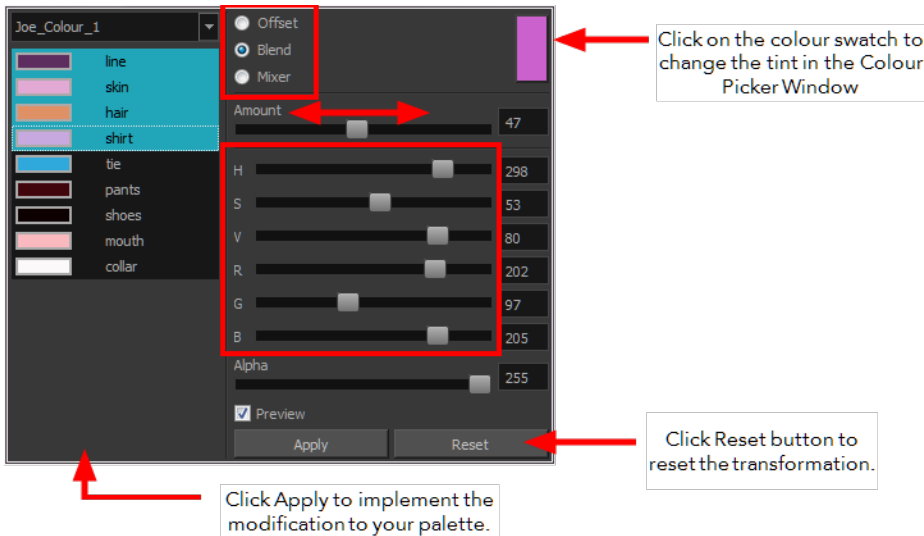 Joe_Colour_1
line
skin
hair
shirt
tie
pants
shoes
mouth
collar
Offset
Blend
Mixer
Amount
47
H
298
S
53
V
80
R
202
G
97
B
205
Alpha
255
Preview
Apply
Reset
Click on the colour swatch to
change the tint in the Colour
Picker Window
Click Reset button to
reset the transformation.
Click Apply to implement the
modification to your palette.